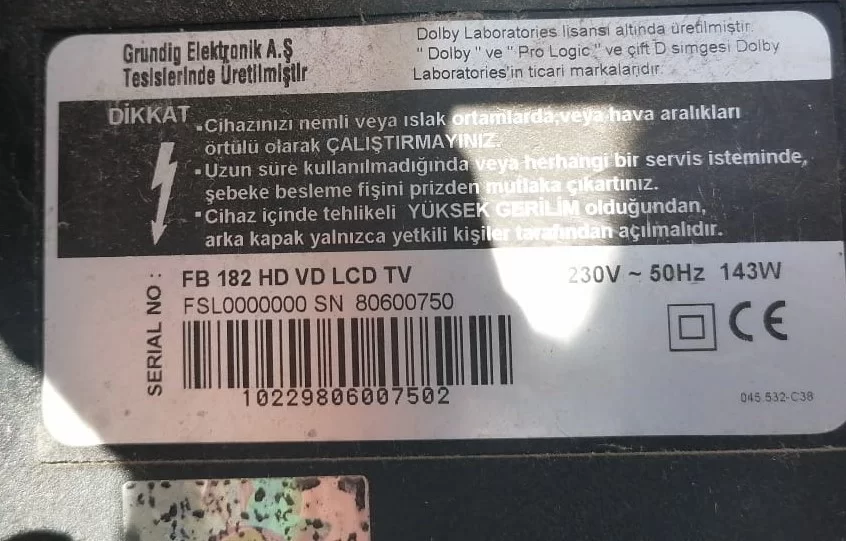 Grundig Elektronik A.Ş
Tesislerinde Üretilmiştir
Dolby Laboratories lisansı altında üretilmiştir.
" Dolby " ve " Pro Logic " ve çift D simgesi Dolby
Laboratories'in ticari markalarıdır.
DİKKAT
▪Cihazınızı nemli veya ıslak ortamlarda,veya hava aralıkları
örtülü olarak ÇALIŞTIRMAYINIZ.
▪Uzun süre kullanılmadığında veya herhangi bir servis isteminde,
şebeke besleme fişini prizden mutlaka çıkartınız.
▪Cihaz içinde tehlikeli YÜKSEK GERİLİM olduğundan,
arka kapak yalnızca yetkili kişiler tarafından açılmalıdır.
SERIAL NO :
FB 182 HD VD LCD TV
230V ~ 50Hz 143W
FSL0000000 SN 80600750
CE
10229806007502
045 532-C38